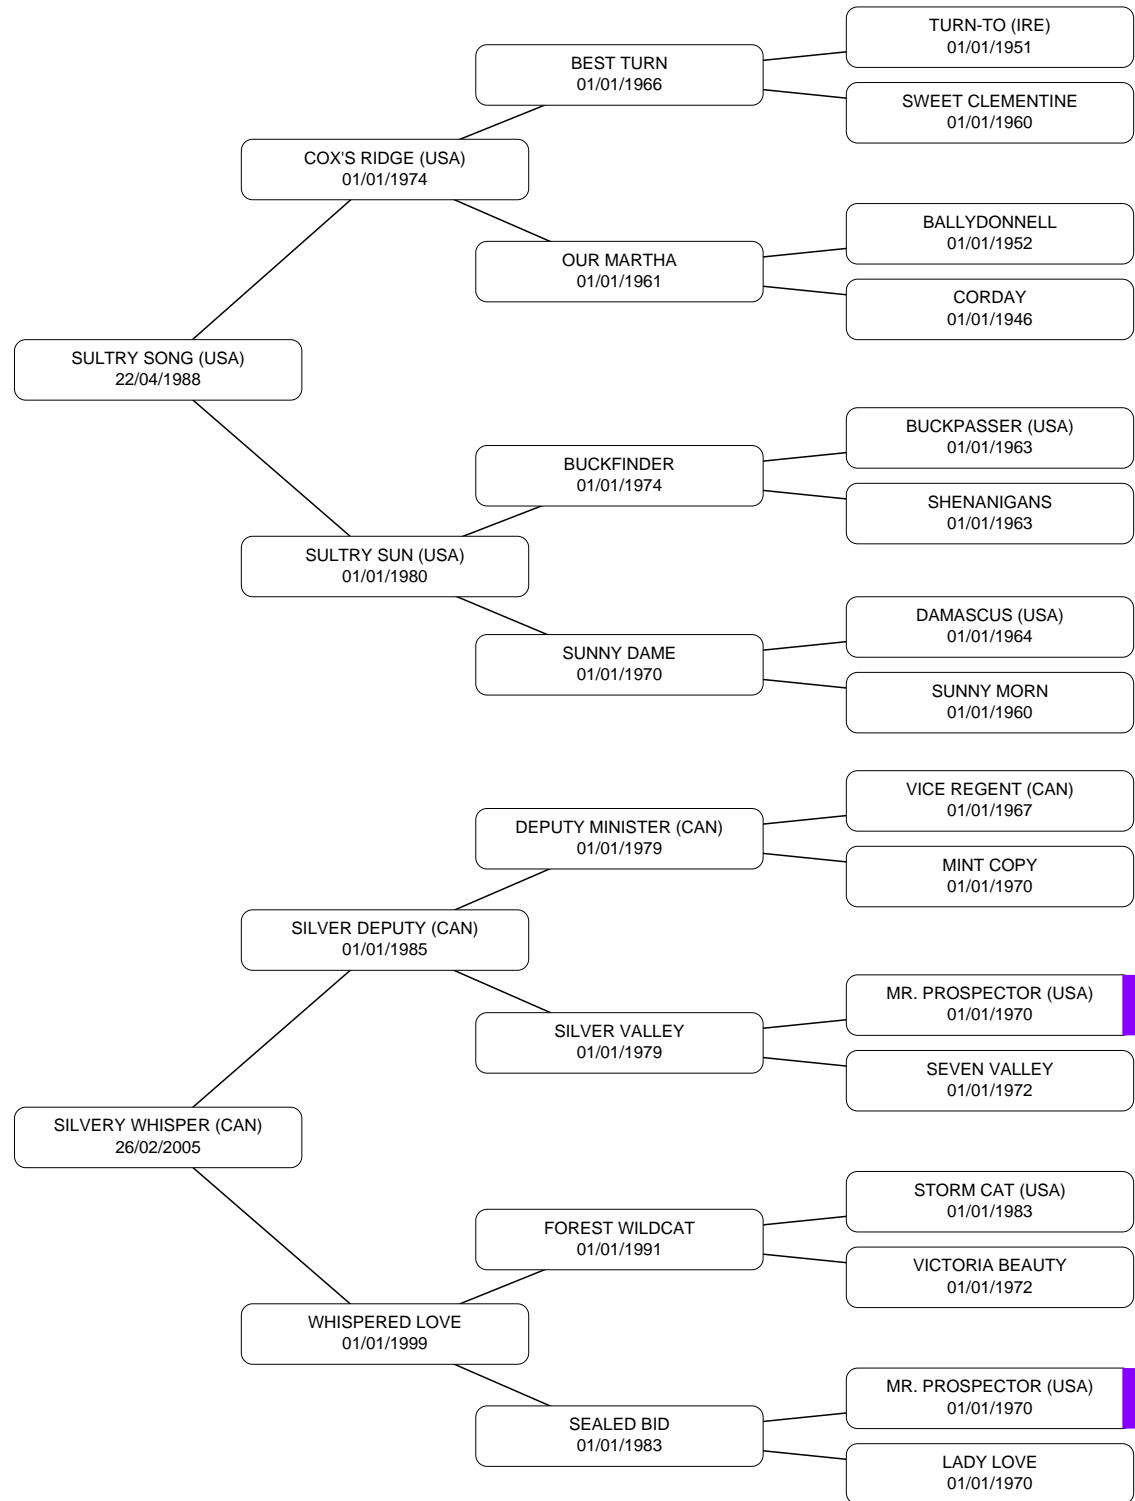 TURN-TO (IRE)
01/01/1951
BEST TURN
01/01/1966
SWEET CLEMENTINE
01/01/1960
COX'S RIDGE (USA)
01/01/1974
BALLYDONNELL
01/01/1952
OUR MARTHA
01/01/1961
CORDAY
01/01/1946
SULTRY SONG (USA)
22/04/1988
BUCKPASSER (USA)
01/01/1963
BUCKFINDER
01/01/1974
SHENANIGANS
01/01/1963
SULTRY SUN (USA)
01/01/1980
DAMASCUS (USA)
01/01/1964
SUNNY DAME
01/01/1970
SUNNY MORN
01/01/1960
VICE REGENT (CAN)
01/01/1967
DEPUTY MINISTER (CAN)
01/01/1979
MINT COPY
01/01/1970
SILVER DEPUTY (CAN)
01/01/1985
MR. PROSPECTOR (USA)
01/01/1970
SILVER VALLEY
01/01/1979
SEVEN VALLEY
01/01/1972
SILVERY WHISPER (CAN)
26/02/2005
STORM CAT (USA)
01/01/1983
FOREST WILDCAT
01/01/1991
VICTORIA BEAUTY
01/01/1972
WHISPERED LOVE
01/01/1999
MR. PROSPECTOR (USA)
01/01/1970
SEALED BID
01/01/1983
LADY LOVE
01/01/1970